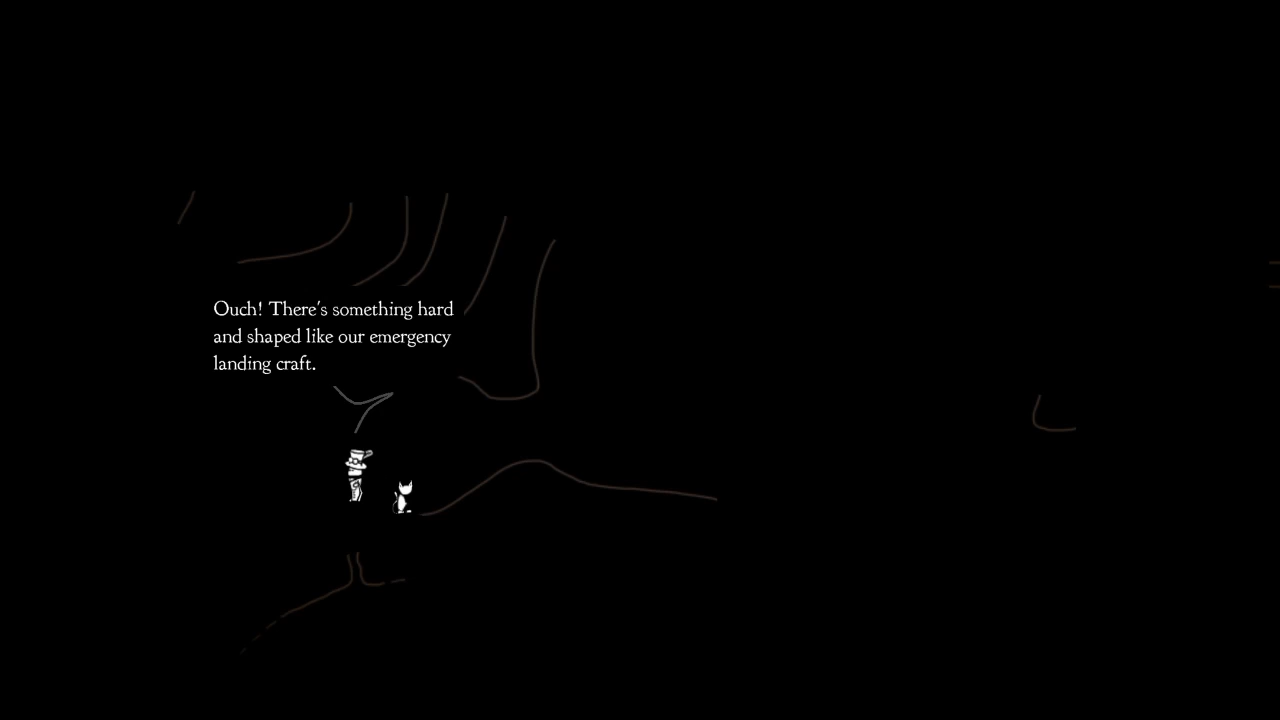 Ouch! There's something hard
and shaped like our emergency
landing craft.